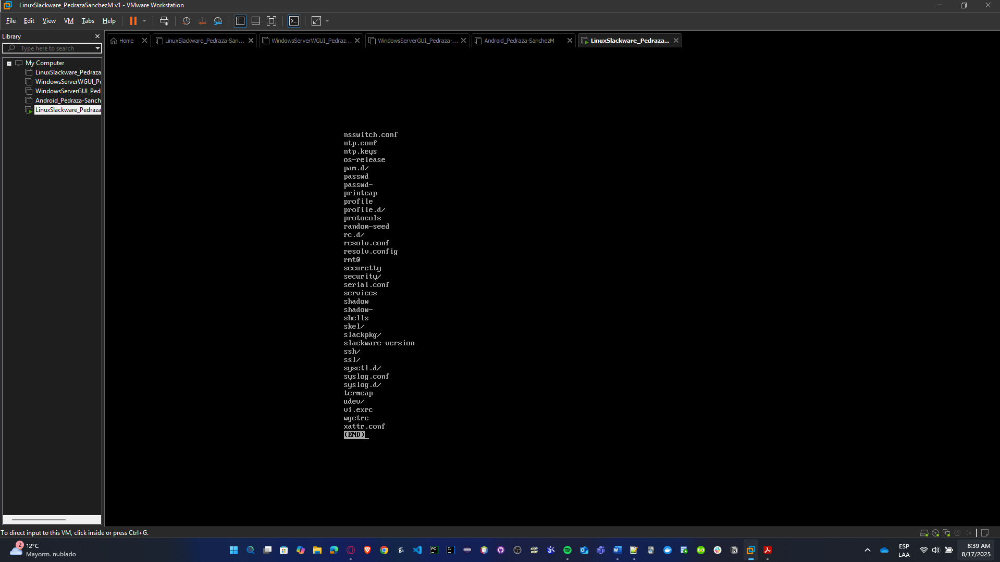 LinuxSlackware_PedrazaSanchezM v1 - VMware Workstation
File Edit View VM Tabs Help
Library
Home
LinuxSlackware_Pedraza-San...
WindowsServerWGUI_Pedraz...
WindowsServerGUI_Pedraza-...
Android_Pedraza-SanchezM
LinuxSlackware_Pedraza...
Type here to search
My Computer
LinuxSlackware_Pedraza
WindowsServerWGUI_Pe
WindowsServerGUI_Ped
Android_Pedraza-Sanch
LinuxSlackware_Pedraza
nsswitch.conf
ntp.conf
ntp.keys
os-release
pam.d/
passwd
passwd-
printcap
profile
profile.d/
protocols
random-seed
rc.d/
resolv.conf
resolv.config
rmt@
securetty
security/
serial.conf
services
shadow
shadow-
shells
skel/
slackpkg/
slackware-version
ssh/
ssl/
sysctl.d/
syslog.conf
syslog.d/
termcap
udev/
vi.exrc
wgetrc
xattr.conf
(END)
To direct input to this VM, click inside or press Ctrl+G.
2
12°C
Mayorm. nublado
PC
IJ
ESP
LAA
8:39 AM
8/17/2025